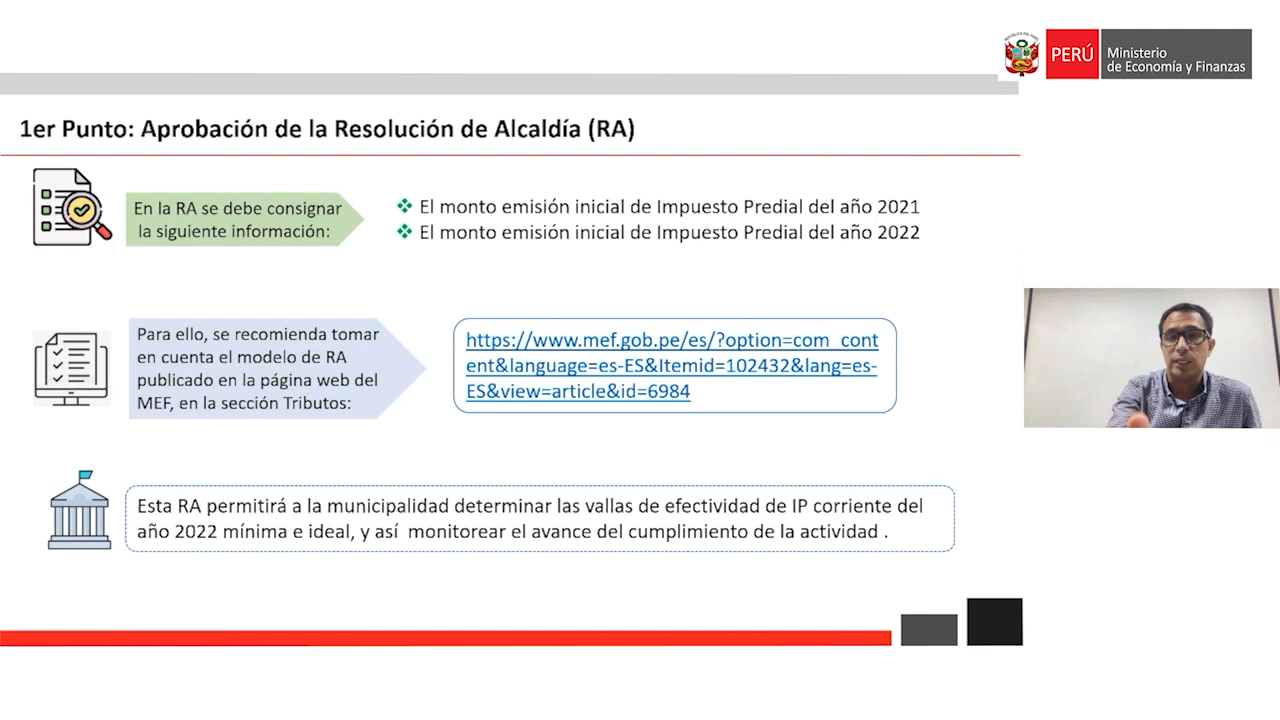 PERÚ
Ministerio
de Economía y Finanzas
1er Punto: Aprobación de la Resolución de Alcaldía (RA)
En la RA se debe consignar
la siguiente información:
El monto emisión inicial de Impuesto Predial del año 2021
El monto emisión inicial de Impuesto Predial del año 2022
Para ello, se recomienda tomar
en cuenta el modelo de RA
publicado en la página web del
MEF, en la sección Tributos:
https://www.mef.gob.pe/es/?option=com_cont
ent&language=es-ES&Itemid=102432&lang=es-
ES&view=article&id=6984
Esta RA permitirá a la municipalidad determinar las vallas de efectividad de IP corriente del
año 2022 mínima e ideal, y así  monitorear el avance del cumplimiento de la actividad .